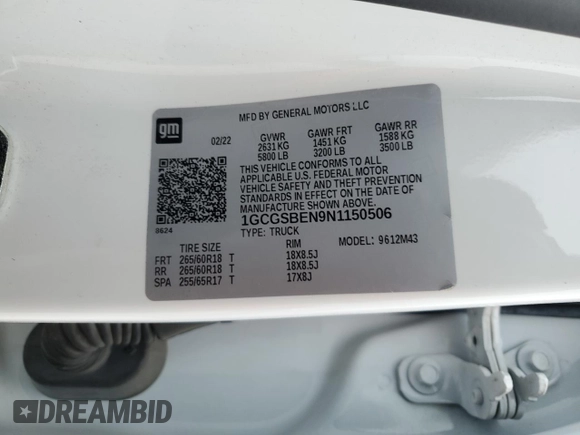 MFD BY GENERAL MOTORS LLC
gm
02/22
GVWR GAWR FRT GAWR RR
2631 KG 1451 KG 1588 KG
5800 LB 3200 LB 3500 LB
THIS VEHICLE CONFORMS TO ALL
APPLICABLE U.S. FEDERAL MOTOR
VEHICLE SAFETY AND THEFT PREVENTION
STANDARDS IN EFFECT ON THE DATE OF
MANUFACTURE SHOWN ABOVE.
1GCGSBEN9N1150506
8624
TYPE: TRUCK MODEL: 9612M43
TIRE SIZE RIM
FRT 265/60R18 T 18X8.5J
RR 265/60R18 T 18X8.5J
SPA 255/65R17 T 17X8J
DREAMBID